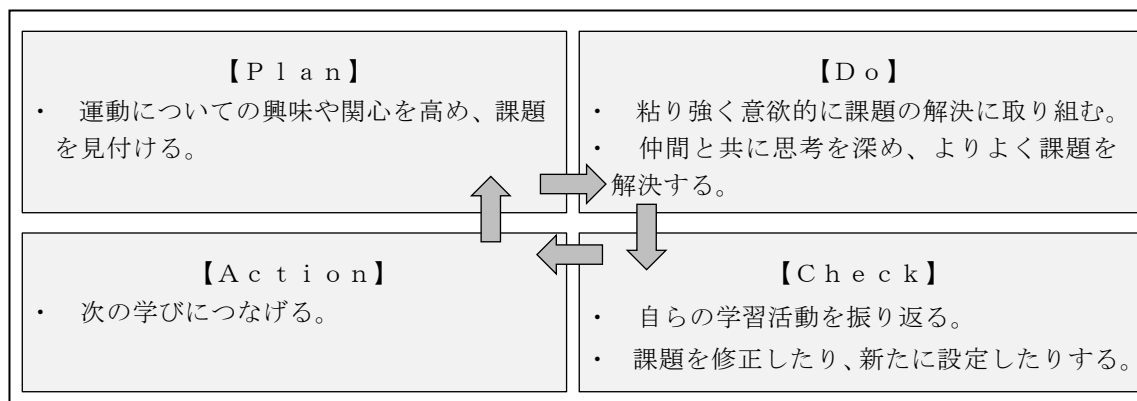 【Ｐｌａｎ】
・　運動についての興味や関心を高め、課題
を見付ける。
【Ｄｏ】
・　粘り強く意欲的に課題の解決に取り組む。
・　仲間と共に思考を深め、よりよく課題を
解決する。
【Ａｃｔｉｏｎ】
・　次の学びにつなげる。
【Ｃｈｅｃｋ】
・　自らの学習活動を振り返る。
・　課題を修正したり、新たに設定したりする。